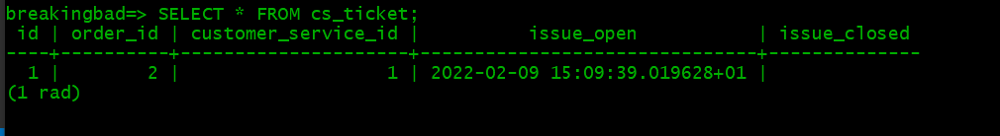 breakingbad=> SELECT * FROM cs_ticket;
 id | order_id | customer_service_id |          issue_open           | issue_closed
----+----------+---------------------+-------------------------------+--------------
  1 |        2 |                   1 | 2022-02-09 15:09:39.019628+01 |
(1 rad)